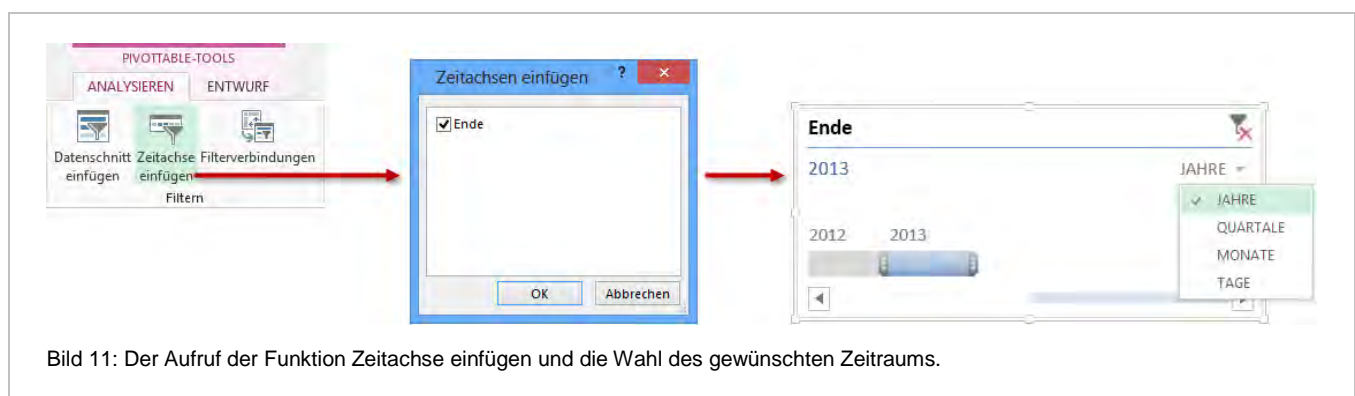 PIVOTTABLE-TOOLS
ANALYSIEREN ENTWURF
Datenschnitt einfügen
Zeitachse einfügen
Filterverbindungen
Filtern
Zeitachsen einfügen ? ×
Ende
OK Abbrechen
Ende
2013 JAHRE
JAHRE
QUARTALE
MONATE
TAGE
2012 2013
Bild 11: Der Aufruf der Funktion Zeitachse einfügen und die Wahl des gewünschten Zeitraums.